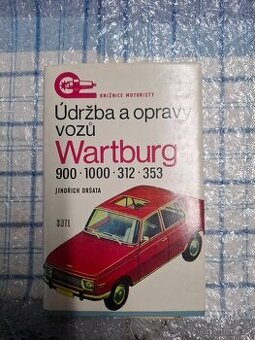 KNIŽNICE MOTORISTY
Údržba a opravy
vozů
Wartburg
900 · 1000 · 312 · 353
JINDŘICH DRŠATA
SNTL